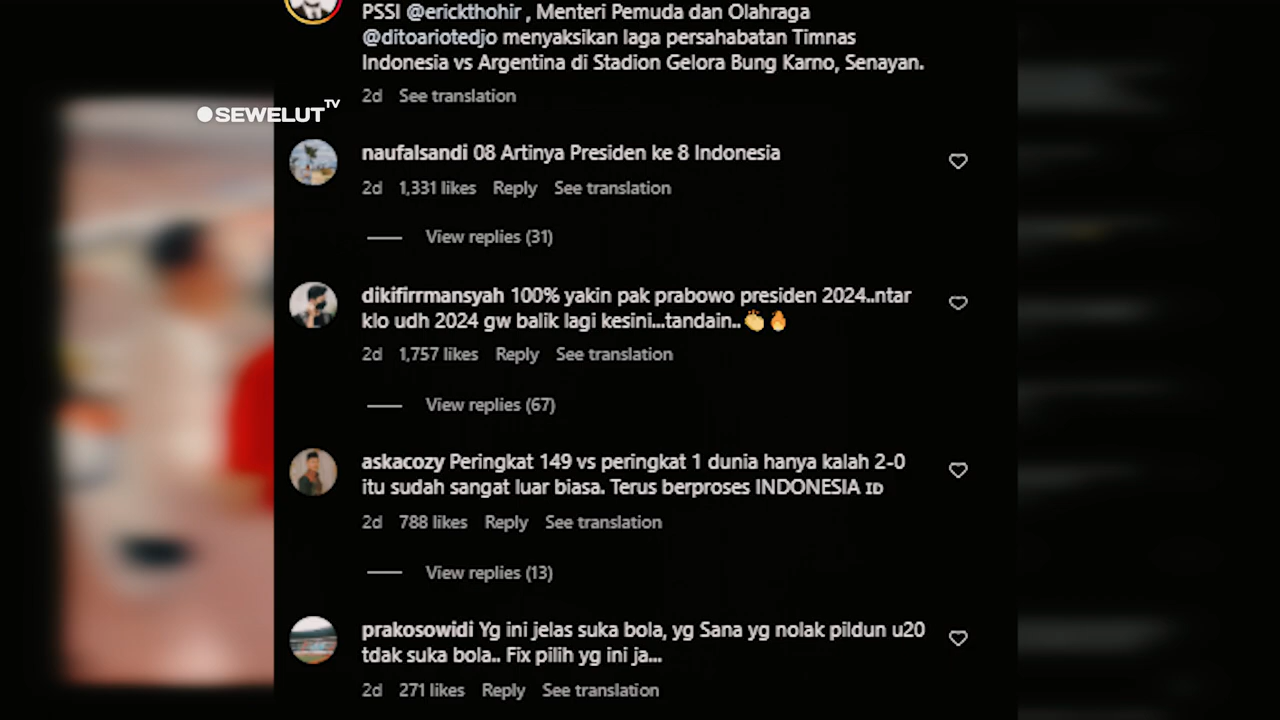 PSSI @erickthohir , Menteri Pemuda dan Olahraga
@ditoariotedjo menyaksikan laga persahabatan Timnas
Indonesia vs Argentina di Stadion Gelora Bung Karno, Senayan.
2d See translation
SEWELUT TV
naufalsandi 08 Artinya Presiden ke 8 Indonesia
2d 1,331 likes Reply See translation
View replies (31)
dikifirrmansyah 100% yakin pak prabowo presiden 2024..ntar
klo udh 2024 gw balik lagi kesini...tandain..👏🔥
2d 1,757 likes Reply See translation
View replies (67)
askacozy Peringkat 149 vs peringkat 1 dunia hanya kalah 2-0
itu sudah sangat luar biasa. Terus berproses INDONESIA ɪᴅ
2d 788 likes Reply See translation
View replies (13)
prakosowidi Yg ini jelas suka bola, yg Sana yg nolak pildun u20
tdak suka bola.. Fix pilih yg ini ja...
2d 271 likes Reply See translation